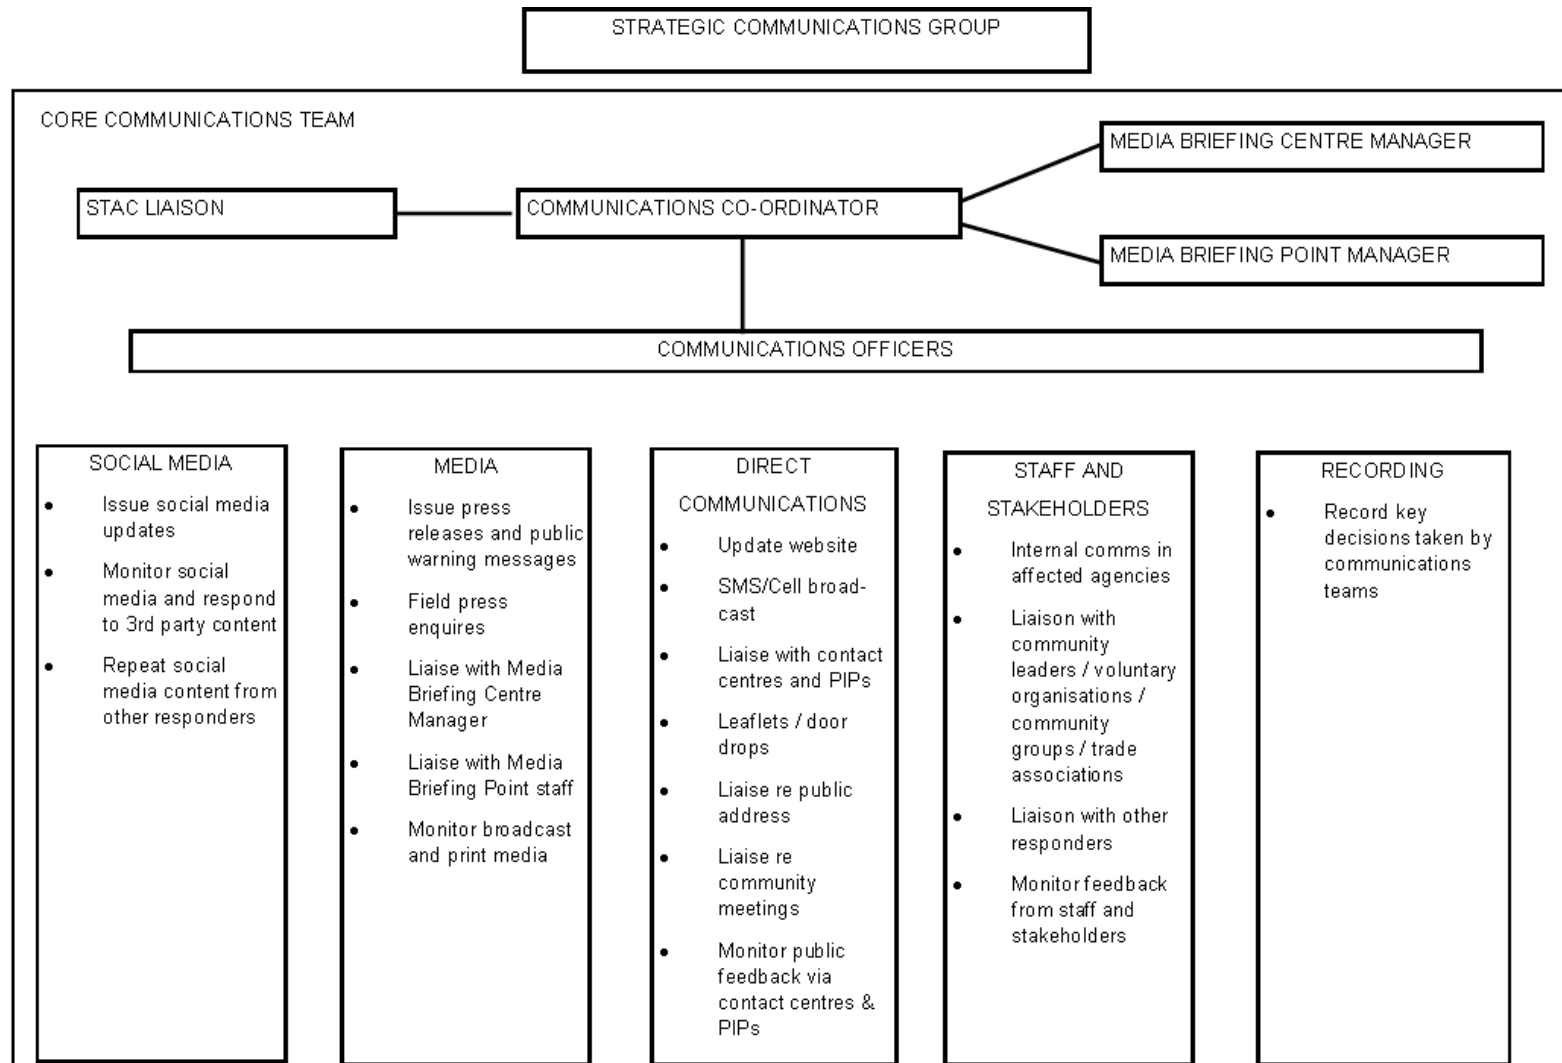 STRATEGIC COMMUNICATIONS GROUP
CORE COMMUNICATIONS TEAM
MEDIA BRIEFING CENTRE MANAGER
STAC LIAISON
COMMUNICATIONS CO-ORDINATOR
MEDIA BRIEFING POINT MANAGER
COMMUNICATIONS OFFICERS
SOCIAL MEDIA
• Issue social media
updates
• Monitor social
media and respond
to 3rd party content
• Repeat social
media content from
other responders
MEDIA
• Issue press
releases and public
warning messages
• Field press
enquires
• Liaise with Media
Briefing Centre
Manager
• Liaise with Media
Briefing Point staff
• Monitor broadcast
and print media
DIRECT
COMMUNICATIONS
• Update website
• SMS/Cell broad-
cast
• Liaise with contact
centres and PIPs
• Leaflets / door
drops
• Liaise re public
address
• Liaise re
community
meetings
• Monitor public
feedback via
contact centres &
PIPs
STAFF AND
STAKEHOLDERS
• Internal comms in
affected agencies
• Liaison with
community
leaders / voluntary
organisations /
community
groups / trade
associations
• Liaison with other
responders
• Monitor feedback
from staff and
stakeholders
RECORDING
• Record key
decisions taken by
communications
teams